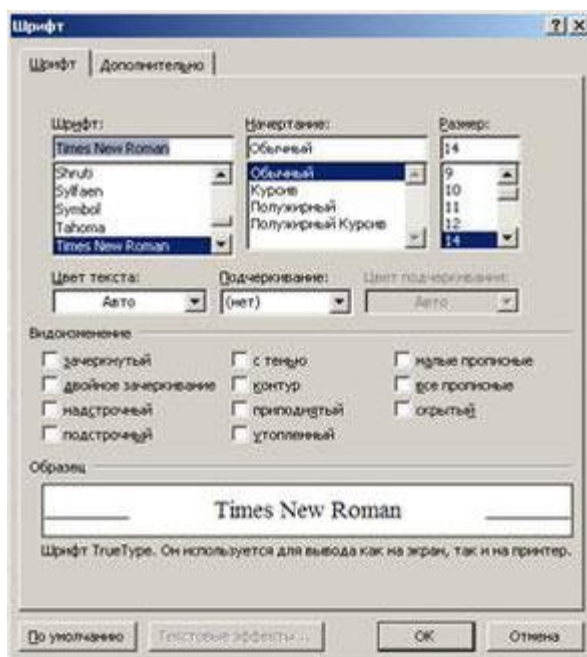 Шрифт
Шрифт Дополнительно
Шрифт: Начертание: Размер:
Times New Roman Обычный 14
Shruti Обычный 9
Sylfaen Курсив 10
Symbol Полужирный 11
Tahoma Полужирный Курсив 12
Times New Roman 14
Цвет текста: Подчеркивание: Цвет подчеркивания:
Авто (нет) Авто
Видоизменение
зачеркнутый с тенью малые прописные
двойное зачеркивание контур все прописные
надстрочный приподнятый скрытый
подстрочный утопленный
Образец
Times New Roman
Шрифт TrueType. Он используется для вывода как на экран, так и на принтер.
По умолчанию Текстовые эффекты... ОК Отмена